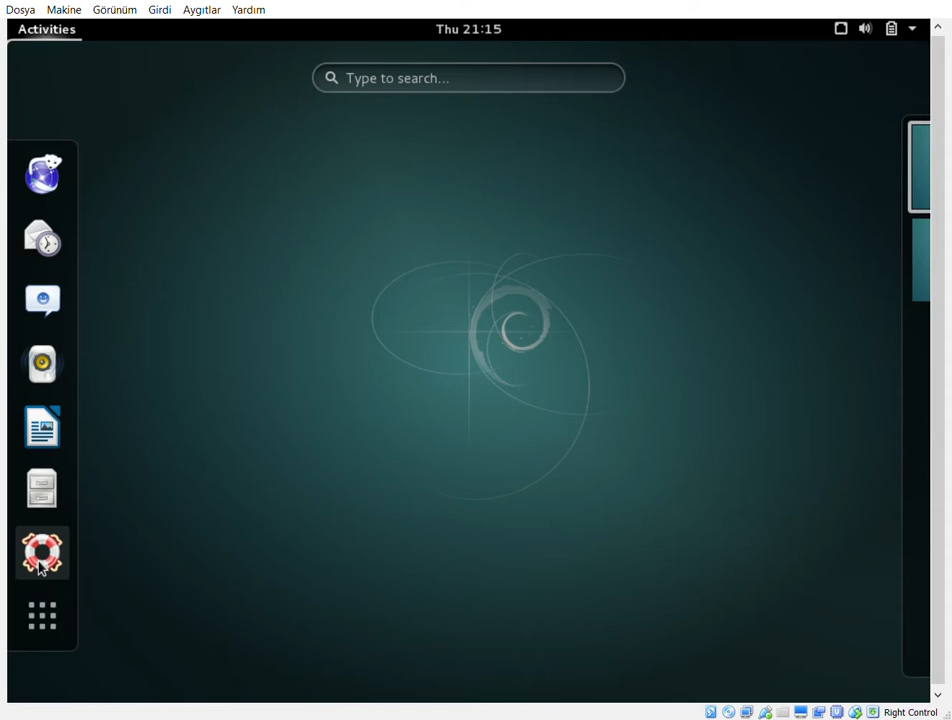 Dosya Makine Görünüm Girdi Aygıtlar Yardım
Activities Thu 21:15
Type to search...
Right Control